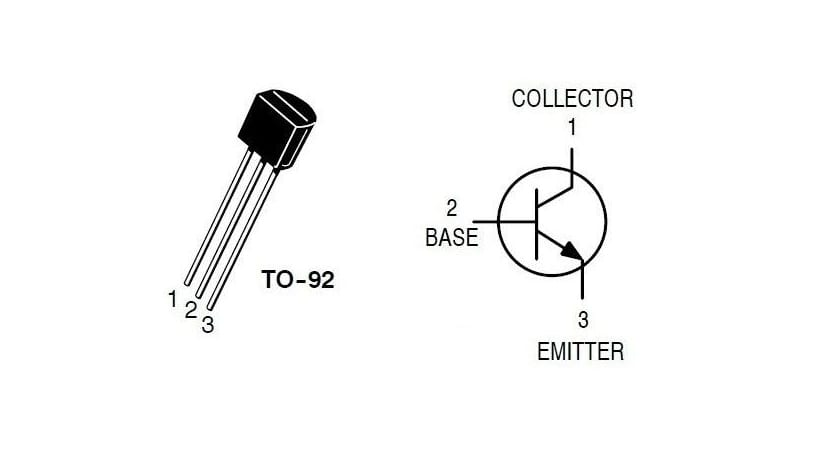 1
2
3
TO-92
COLLECTOR
1
2
BASE
3
EMITTER